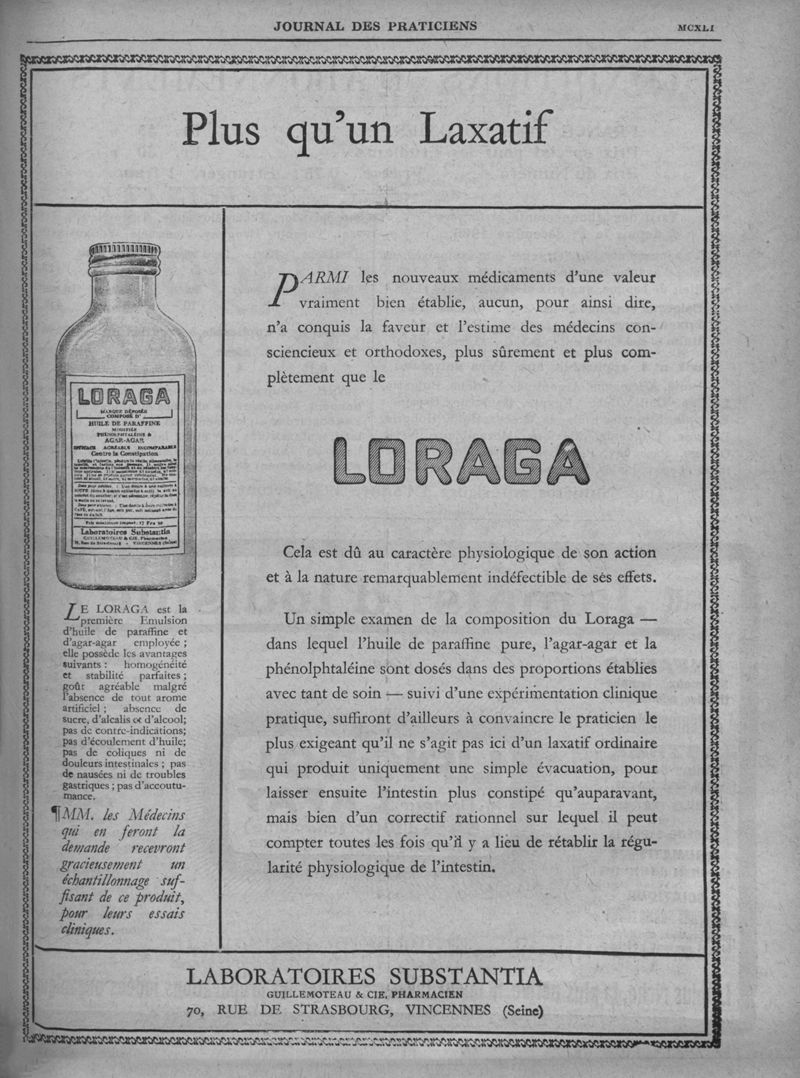 JOURNAL DES PRATICIENS
MCXLI
Plus qu'un Laxatif
LORAGA
MARQUE DÉPOSÉE
COMPOSÉ D'
HUILE DE PARAFFINE
PHÉNOLPHTALÉINE &
AGAR-AGAR
EFFICACE AGRÉABLE INCOMPARABLE
Contre la Constipation
Laboratoires Substantia
GUILLEMOTEAU & CIE, Pharmacien
LE LORAGA est la
première Emulsion
d'huile de paraffine et
d'agar-agar employée ;
elle possède les avantages
suivants : homogénéité
et stabilité parfaites ;
goût agréable malgré
l'absence de tout arome
artificiel ; absence de
sucre, d'alcalis et d'alcool ;
pas de contre-indications;
pas d'écoulement d'huile;
pas de coliques ni de
douleurs intestinales ; pas
de nausées ni de troubles
gastriques ; pas d'accoutu-
mance.
¶ MM. les Médecins
qui en feront la
demande recevront
gracieusement un
échantillonnage suf-
fisant de ce produit,
pour leurs essais
cliniques.
PARMI les nouveaux médicaments d'une valeur
vraiment bien établie, aucun, pour ainsi dire,
n'a conquis la faveur et l'estime des médecins con-
sciencieux et orthodoxes, plus sûrement et plus com-
plètement que le
LORAGA
Cela est dû au caractère physiologique de son action
et à la nature remarquablement indéfectible de ses effets.
Un simple examen de la composition du Loraga —
dans lequel l'huile de paraffine pure, l'agar-agar et la
phénolphtaléine sont dosés dans des proportions établies
avec tant de soin — suivi d'une expérimentation clinique
pratique, suffiront d'ailleurs à convaincre le praticien le
plus exigeant qu'il ne s'agit pas ici d'un laxatif ordinaire
qui produit uniquement une simple évacuation, pour
laisser ensuite l'intestin plus constipé qu'auparavant,
mais bien d'un correctif rationnel sur lequel il peut
compter toutes les fois qu'il y a lieu de rétablir la régu-
larité physiologique de l'intestin.
LABORATOIRES SUBSTANTIA
GUILLEMOTEAU & CIE, PHARMACIEN
70, RUE DE STRASBOURG, VINCENNES (Seine)